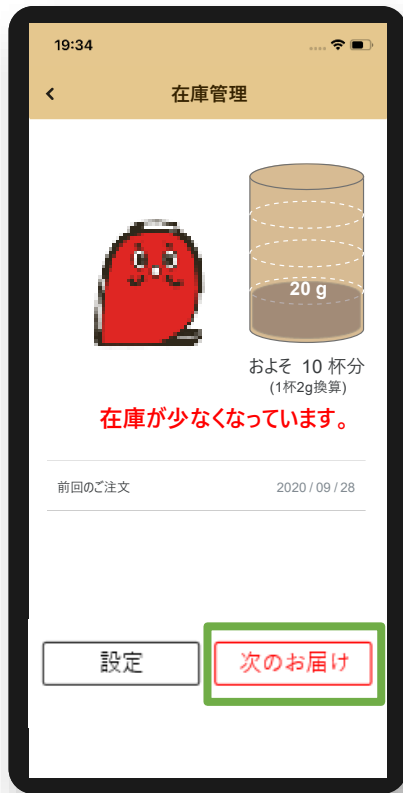 19:34
在庫管理
20 g
およそ 10 杯分
(1杯2g換算)
在庫が少なくなっています。
前回のご注文 2020 / 09 / 28
設定 次のお届け